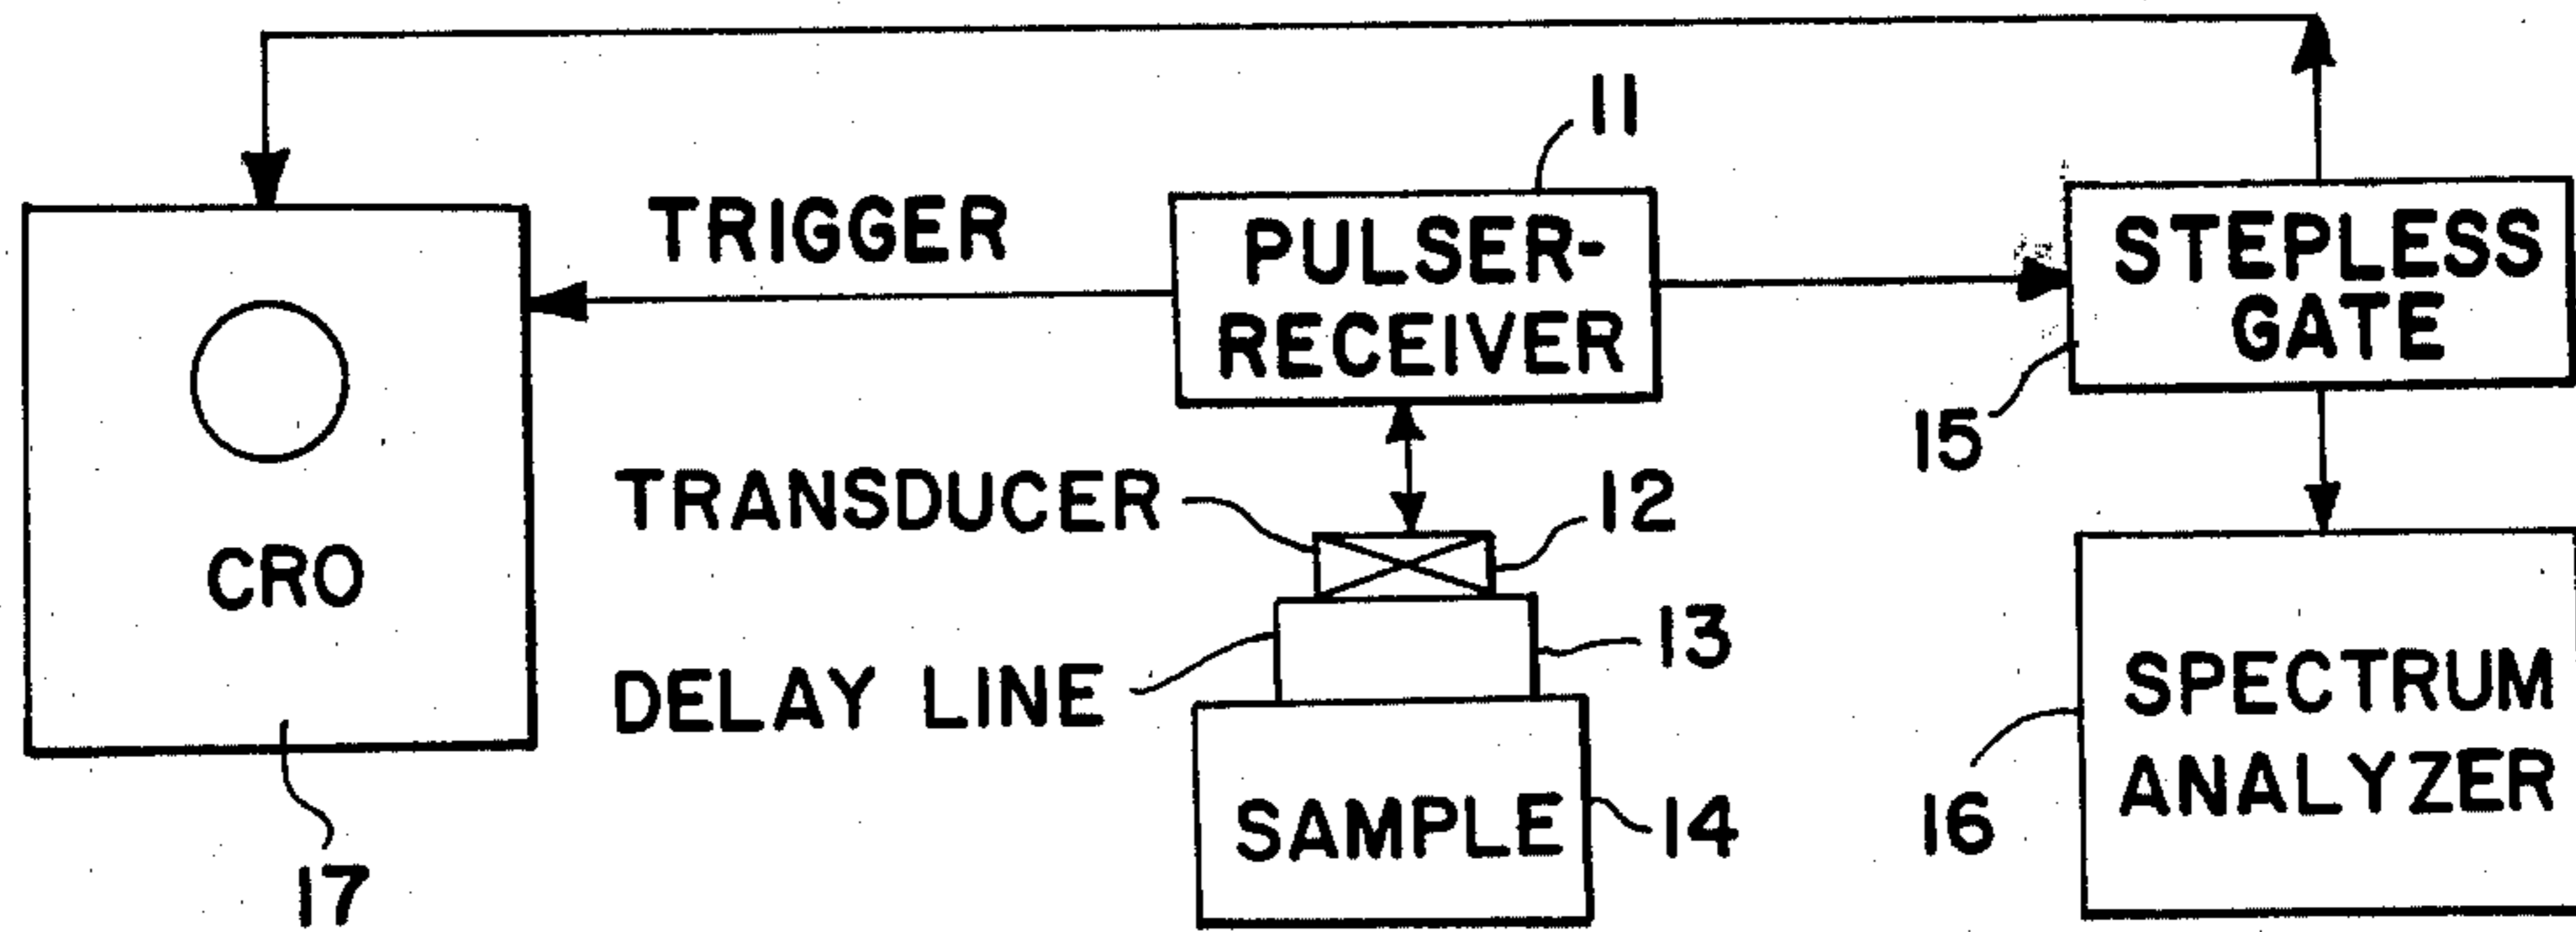 11
TRIGGER
PULSER-
RECEIVER
STEPLESS
GATE
15
TRANSDUCER
12
CRO
13
DELAY LINE
SPECTRUM
ANALYZER
SAMPLE
14
16
17